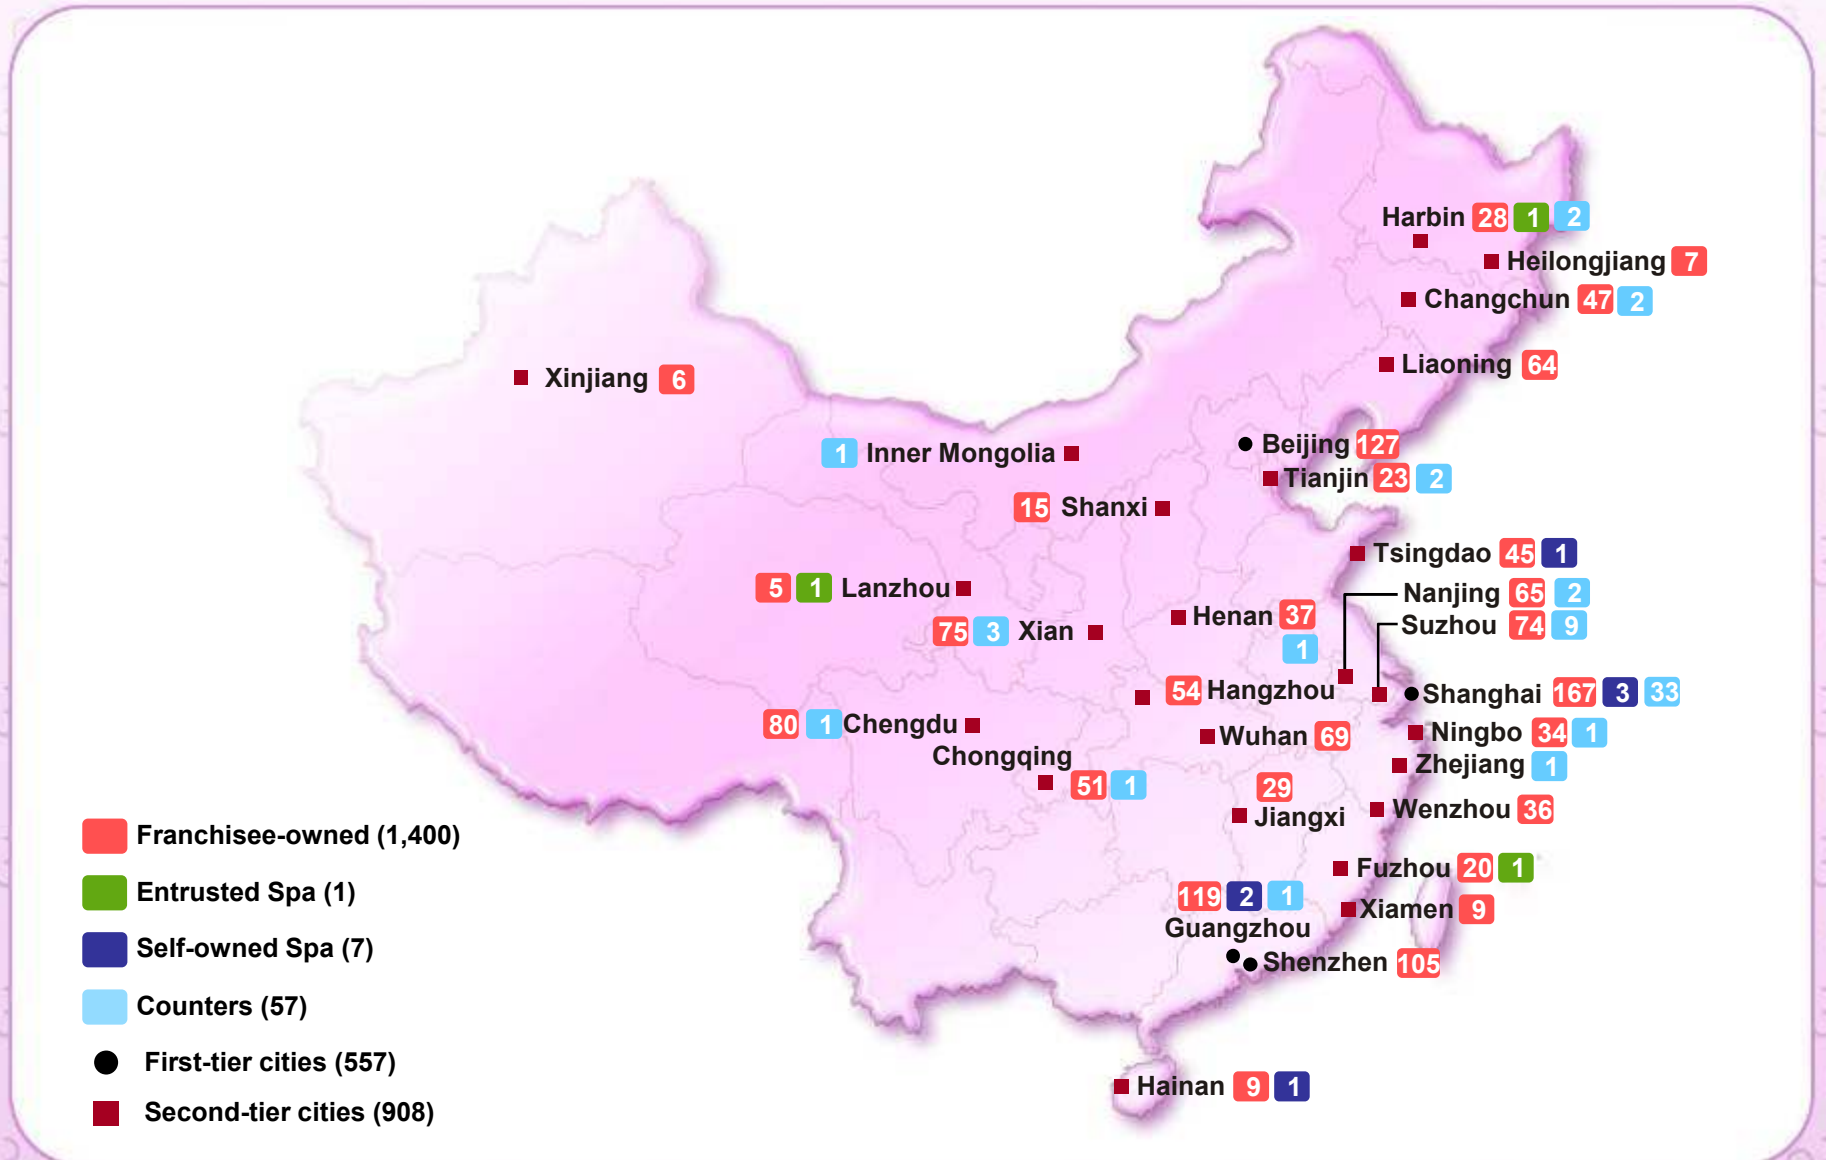 Harbin 28 1 2
Heilongjiang 7
Changchun 47 2
Liaoning 64
Xinjiang 6
Beijing 127
1 Inner Mongolia
Tianjin 23 2
15 Shanxi
Tsingdao 45 1
5 1 Lanzhou
Nanjing 65 2
Henan 37
1
Suzhou 74 9
75 3 Xian
54 Hangzhou
Shanghai 167 3 33
80 1 Chengdu
Wuhan 69
Ningbo 34 1
Chongqing
51 1
Zhejiang 1
29
Jiangxi
Wenzhou 36
Fuzhou 20 1
119 2 1
Guangzhou
Xiamen 9
Shenzhen 105
Hainan 9 1
Franchisee-owned (1,400)
Entrusted Spa (1)
Self-owned Spa (7)
Counters (57)
First-tier cities (557)
Second-tier cities (908)